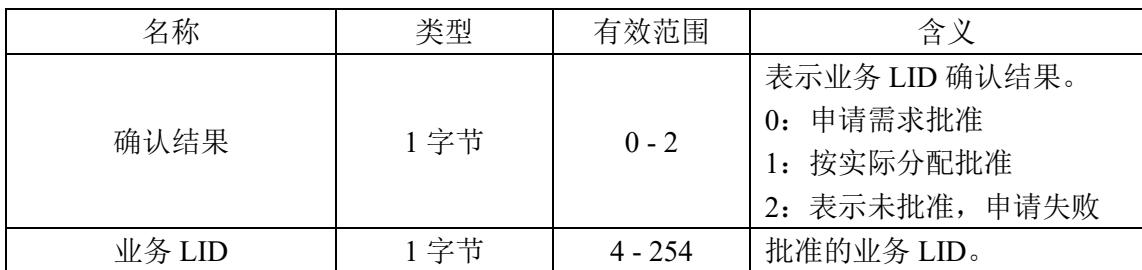 名称 类型 有效范围 含义
表示业务 LID 确认结果。
0：申请需求批准
确认结果 1 字节 0 - 2
1：按实际分配批准
2：表示未批准，申请失败
业务 LID 1 字节 4 - 254 批准的业务 LID。